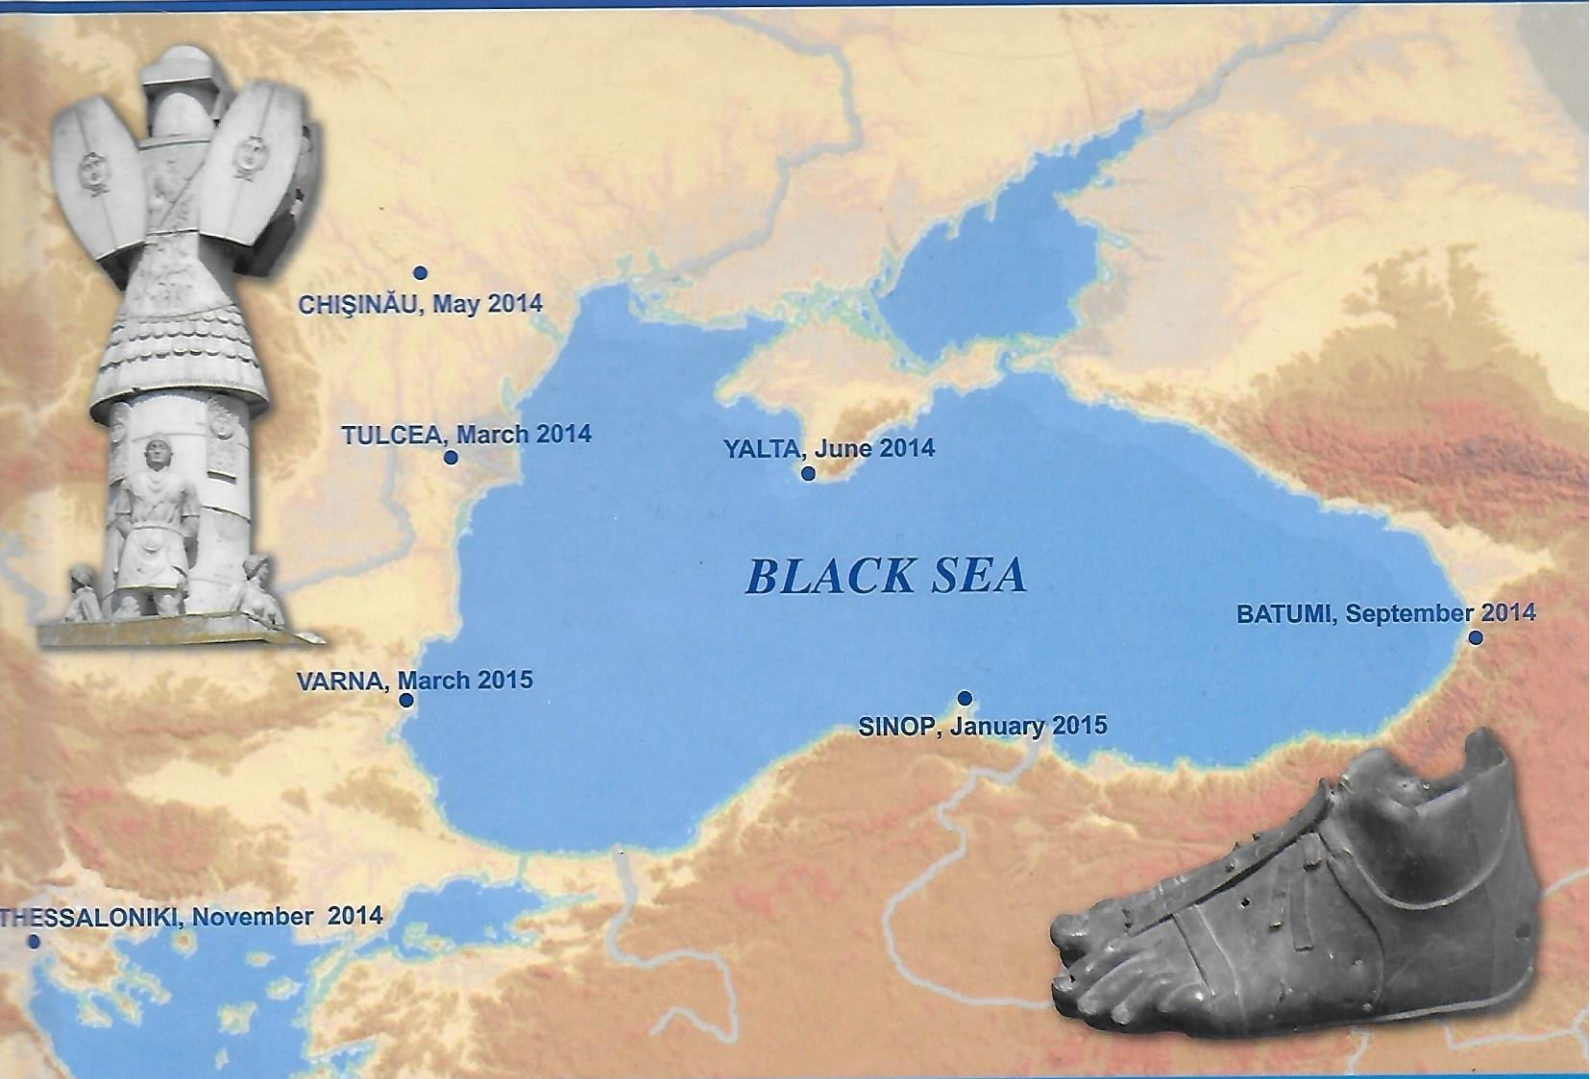 CHIŞINĂU, May 2014
TULCEA, March 2014
YALTA, June 2014
BLACK SEA
BATUMI, September 2014
VARNA, March 2015
SINOP, January 2015
THESSALONIKI, November 2014